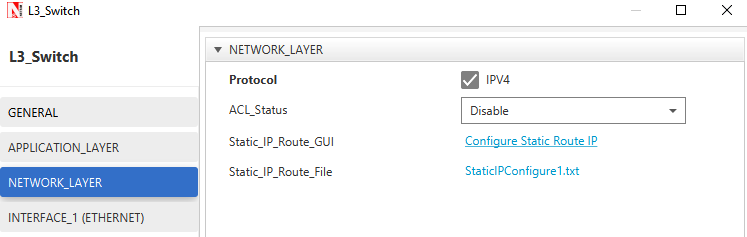 L3_Switch
L3_Switch
GENERAL
APPLICATION_LAYER
NETWORK_LAYER
INTERFACE_1 (ETHERNET)
NETWORK_LAYER
Protocol IPV4
ACL_Status Disable
Static_IP_Route_GUI Configure Static Route IP
Static_IP_Route_File StaticIPConfigure1.txt